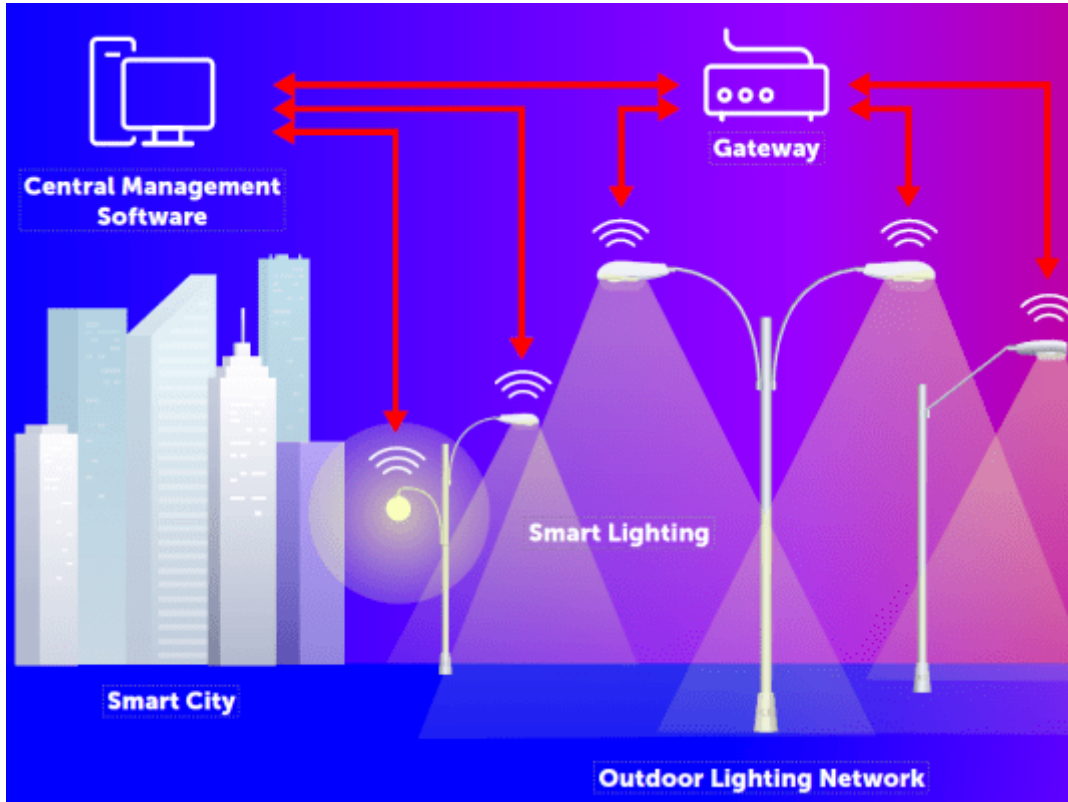 Gateway
Central Management
Software
Smart Lighting
Smart City
Outdoor Lighting Network